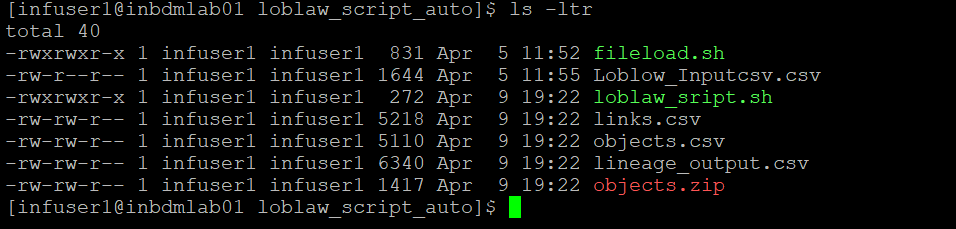 [infuser1@inbdmlab01 loblaw_script_auto]$ ls -ltr
total 40
-rwxrwxr-x 1 infuser1 infuser1  831 Apr  5 11:52 fileload.sh
-rw-r--r-- 1 infuser1 infuser1 1644 Apr  5 11:55 Loblow_Inputcsv.csv
-rwxrwxr-x 1 infuser1 infuser1  272 Apr  9 19:22 loblaw_sript.sh
-rw-rw-r-- 1 infuser1 infuser1 5218 Apr  9 19:22 links.csv
-rw-rw-r-- 1 infuser1 infuser1 5110 Apr  9 19:22 objects.csv
-rw-rw-r-- 1 infuser1 infuser1 6340 Apr  9 19:22 lineage_output.csv
-rw-rw-r-- 1 infuser1 infuser1 1417 Apr  9 19:22 objects.zip
[infuser1@inbdmlab01 loblaw_script_auto]$